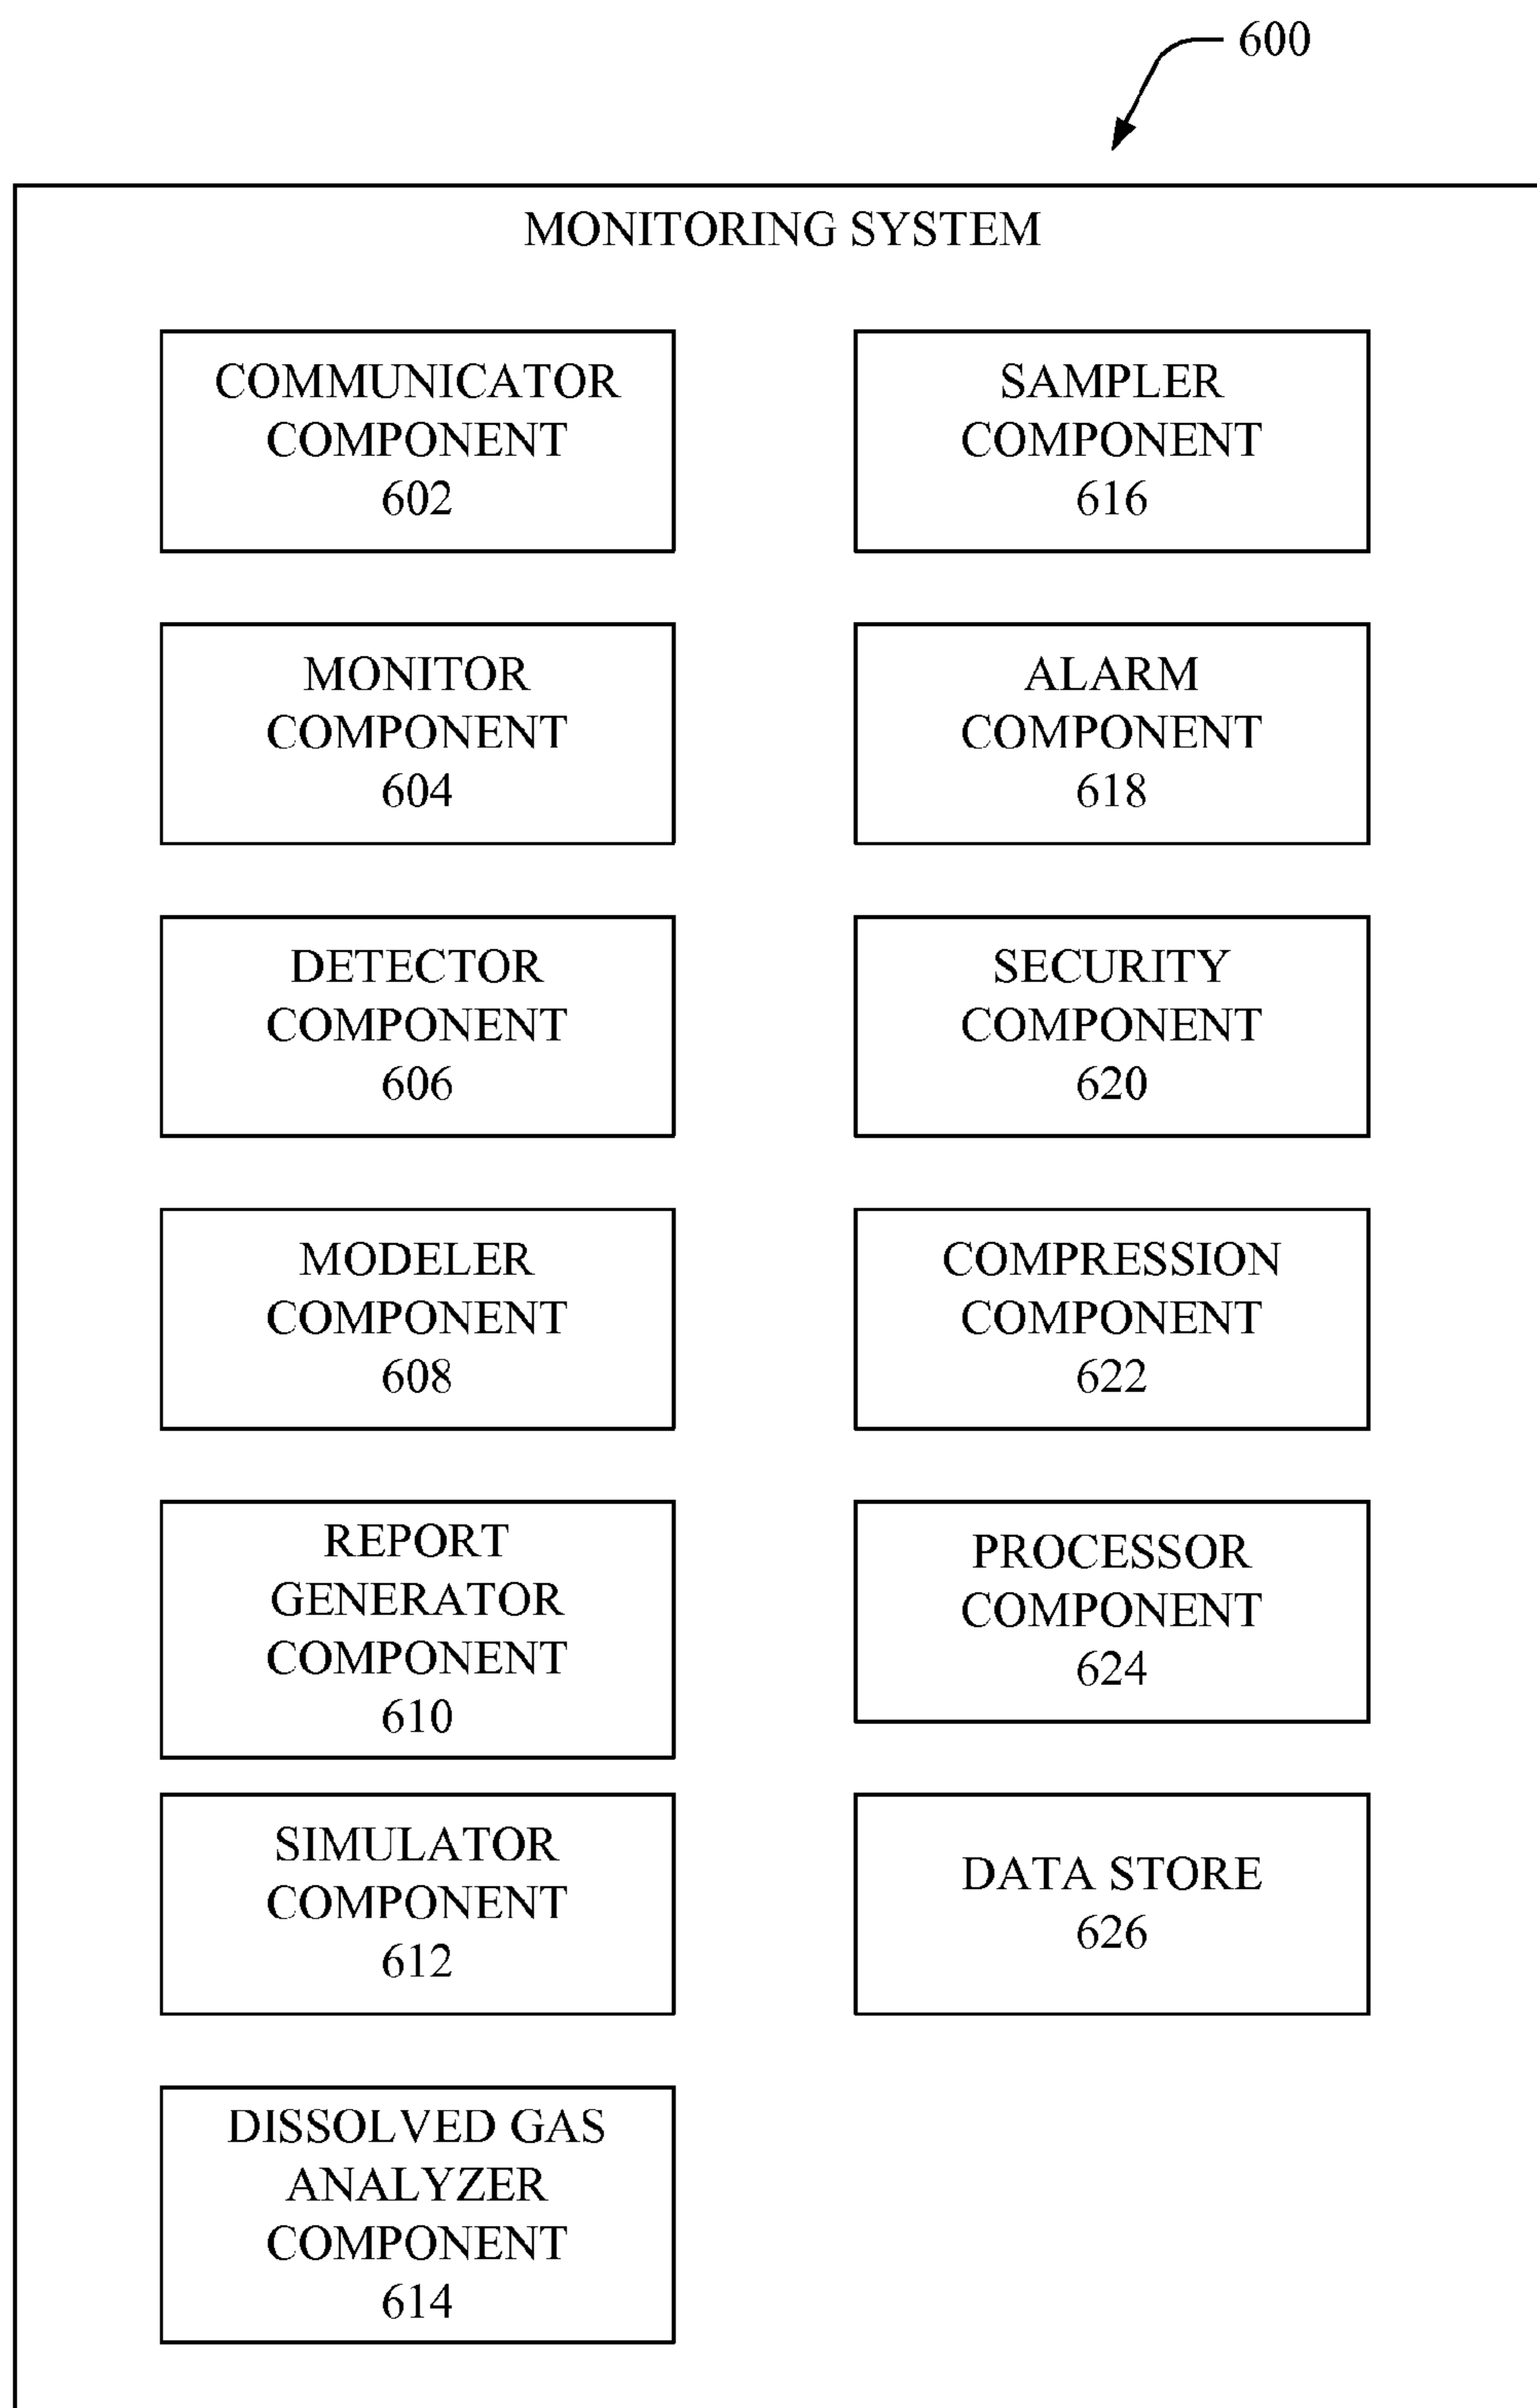 600
MONITORING SYSTEM
COMMUNICATOR
COMPONENT
602
MONITOR
COMPONENT
604
DETECTOR
COMPONENT
606
MODELER
COMPONENT
608
REPORT
GENERATOR
COMPONENT
610
SIMULATOR
COMPONENT
612
DISSOLVED GAS
ANALYZER
COMPONENT
614
SAMPLER
COMPONENT
616
ALARM
COMPONENT
618
SECURITY
COMPONENT
620
COMPRESSION
COMPONENT
622
PROCESSOR
COMPONENT
624
DATA STORE
626